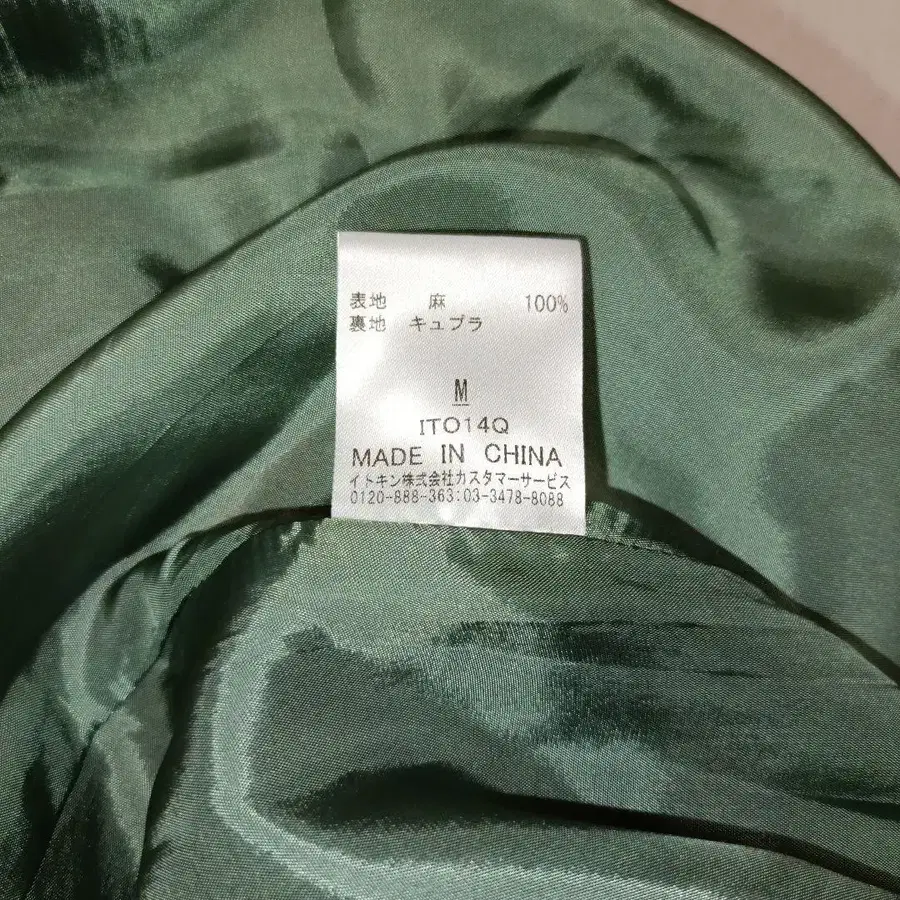 表地 麻 100%
裏地 キュプラ
M
ITO14Q
MADE IN CHINA
イトキン株式会社カスタマーサービス
0120-888-363:03-3478-8088